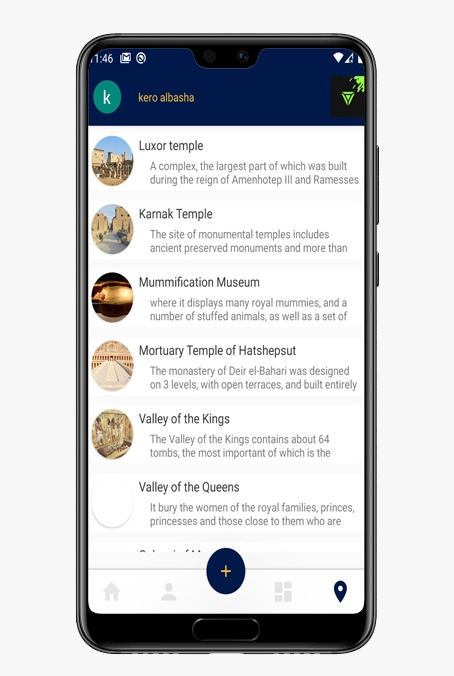 11:46
k
kero albasha
Luxor temple
A complex, the largest part of which was built
during the reign of Amenhotep III and Ramesses
Karnak Temple
The site of monumental temples includes
ancient preserved monuments and more than
Mummification Museum
where it displays many royal mummies, and a
number of stuffed animals, as well as a set of
Mortuary Temple of Hatshepsut
The monastery of Deir el-Bahari was designed
on 3 levels, with open terraces, and built entirely
Valley of the Kings
The Valley of the Kings contains about 64
tombs, the most important of which is the
Valley of the Queens
It bury the women of the royal families, princes,
princesses and those close to them who are
+